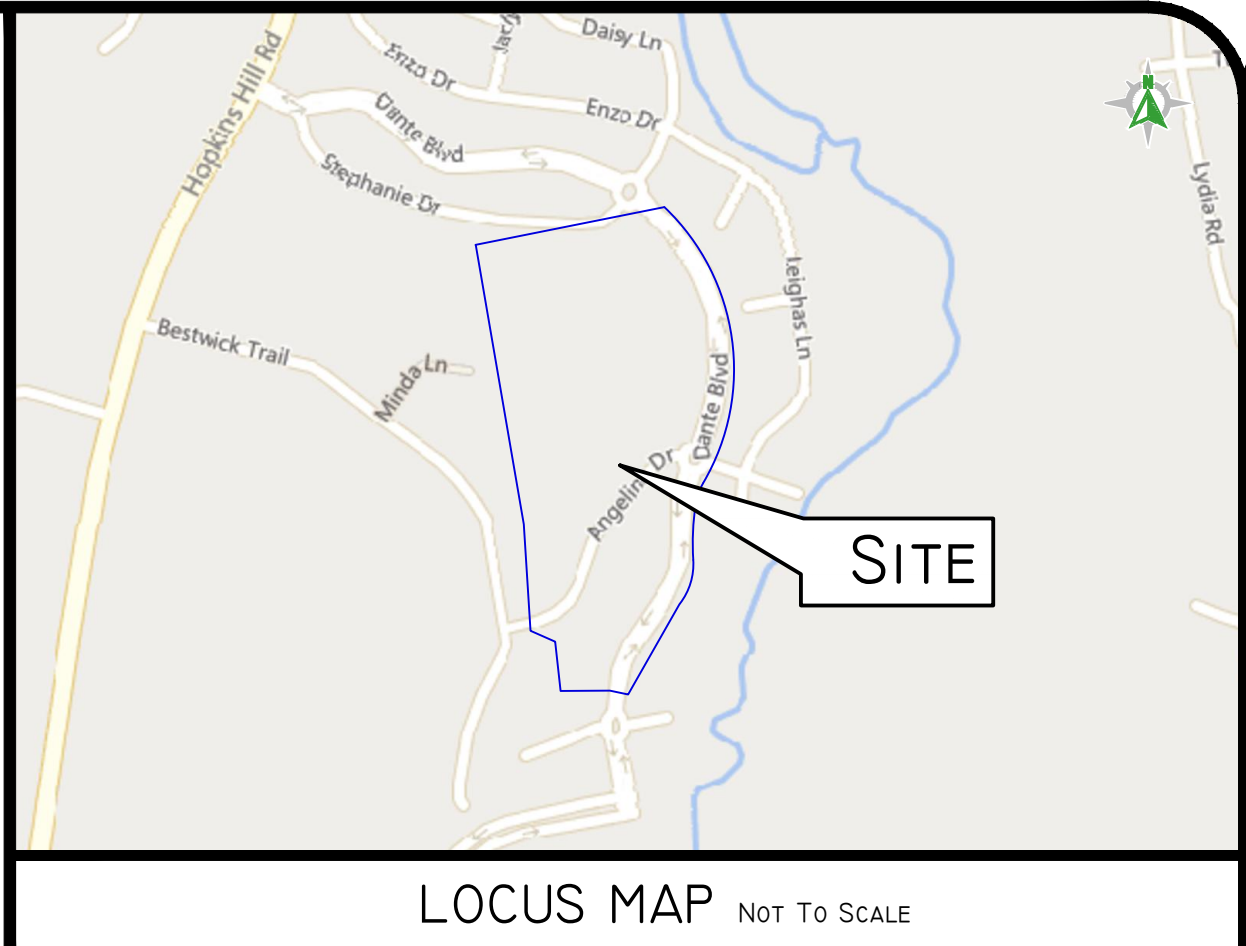 Daisy Ln
Enzo Dr
Hopkins Hill Rd
Dante Blvd
Enzo Dr
N
Stephanie Dr
Lydia Rd
Leighas Ln
Bestwick Trail
Minda Ln
Dante Blvd
Angelin Dr
SITE
LOCUS MAP NOT TO SCALE